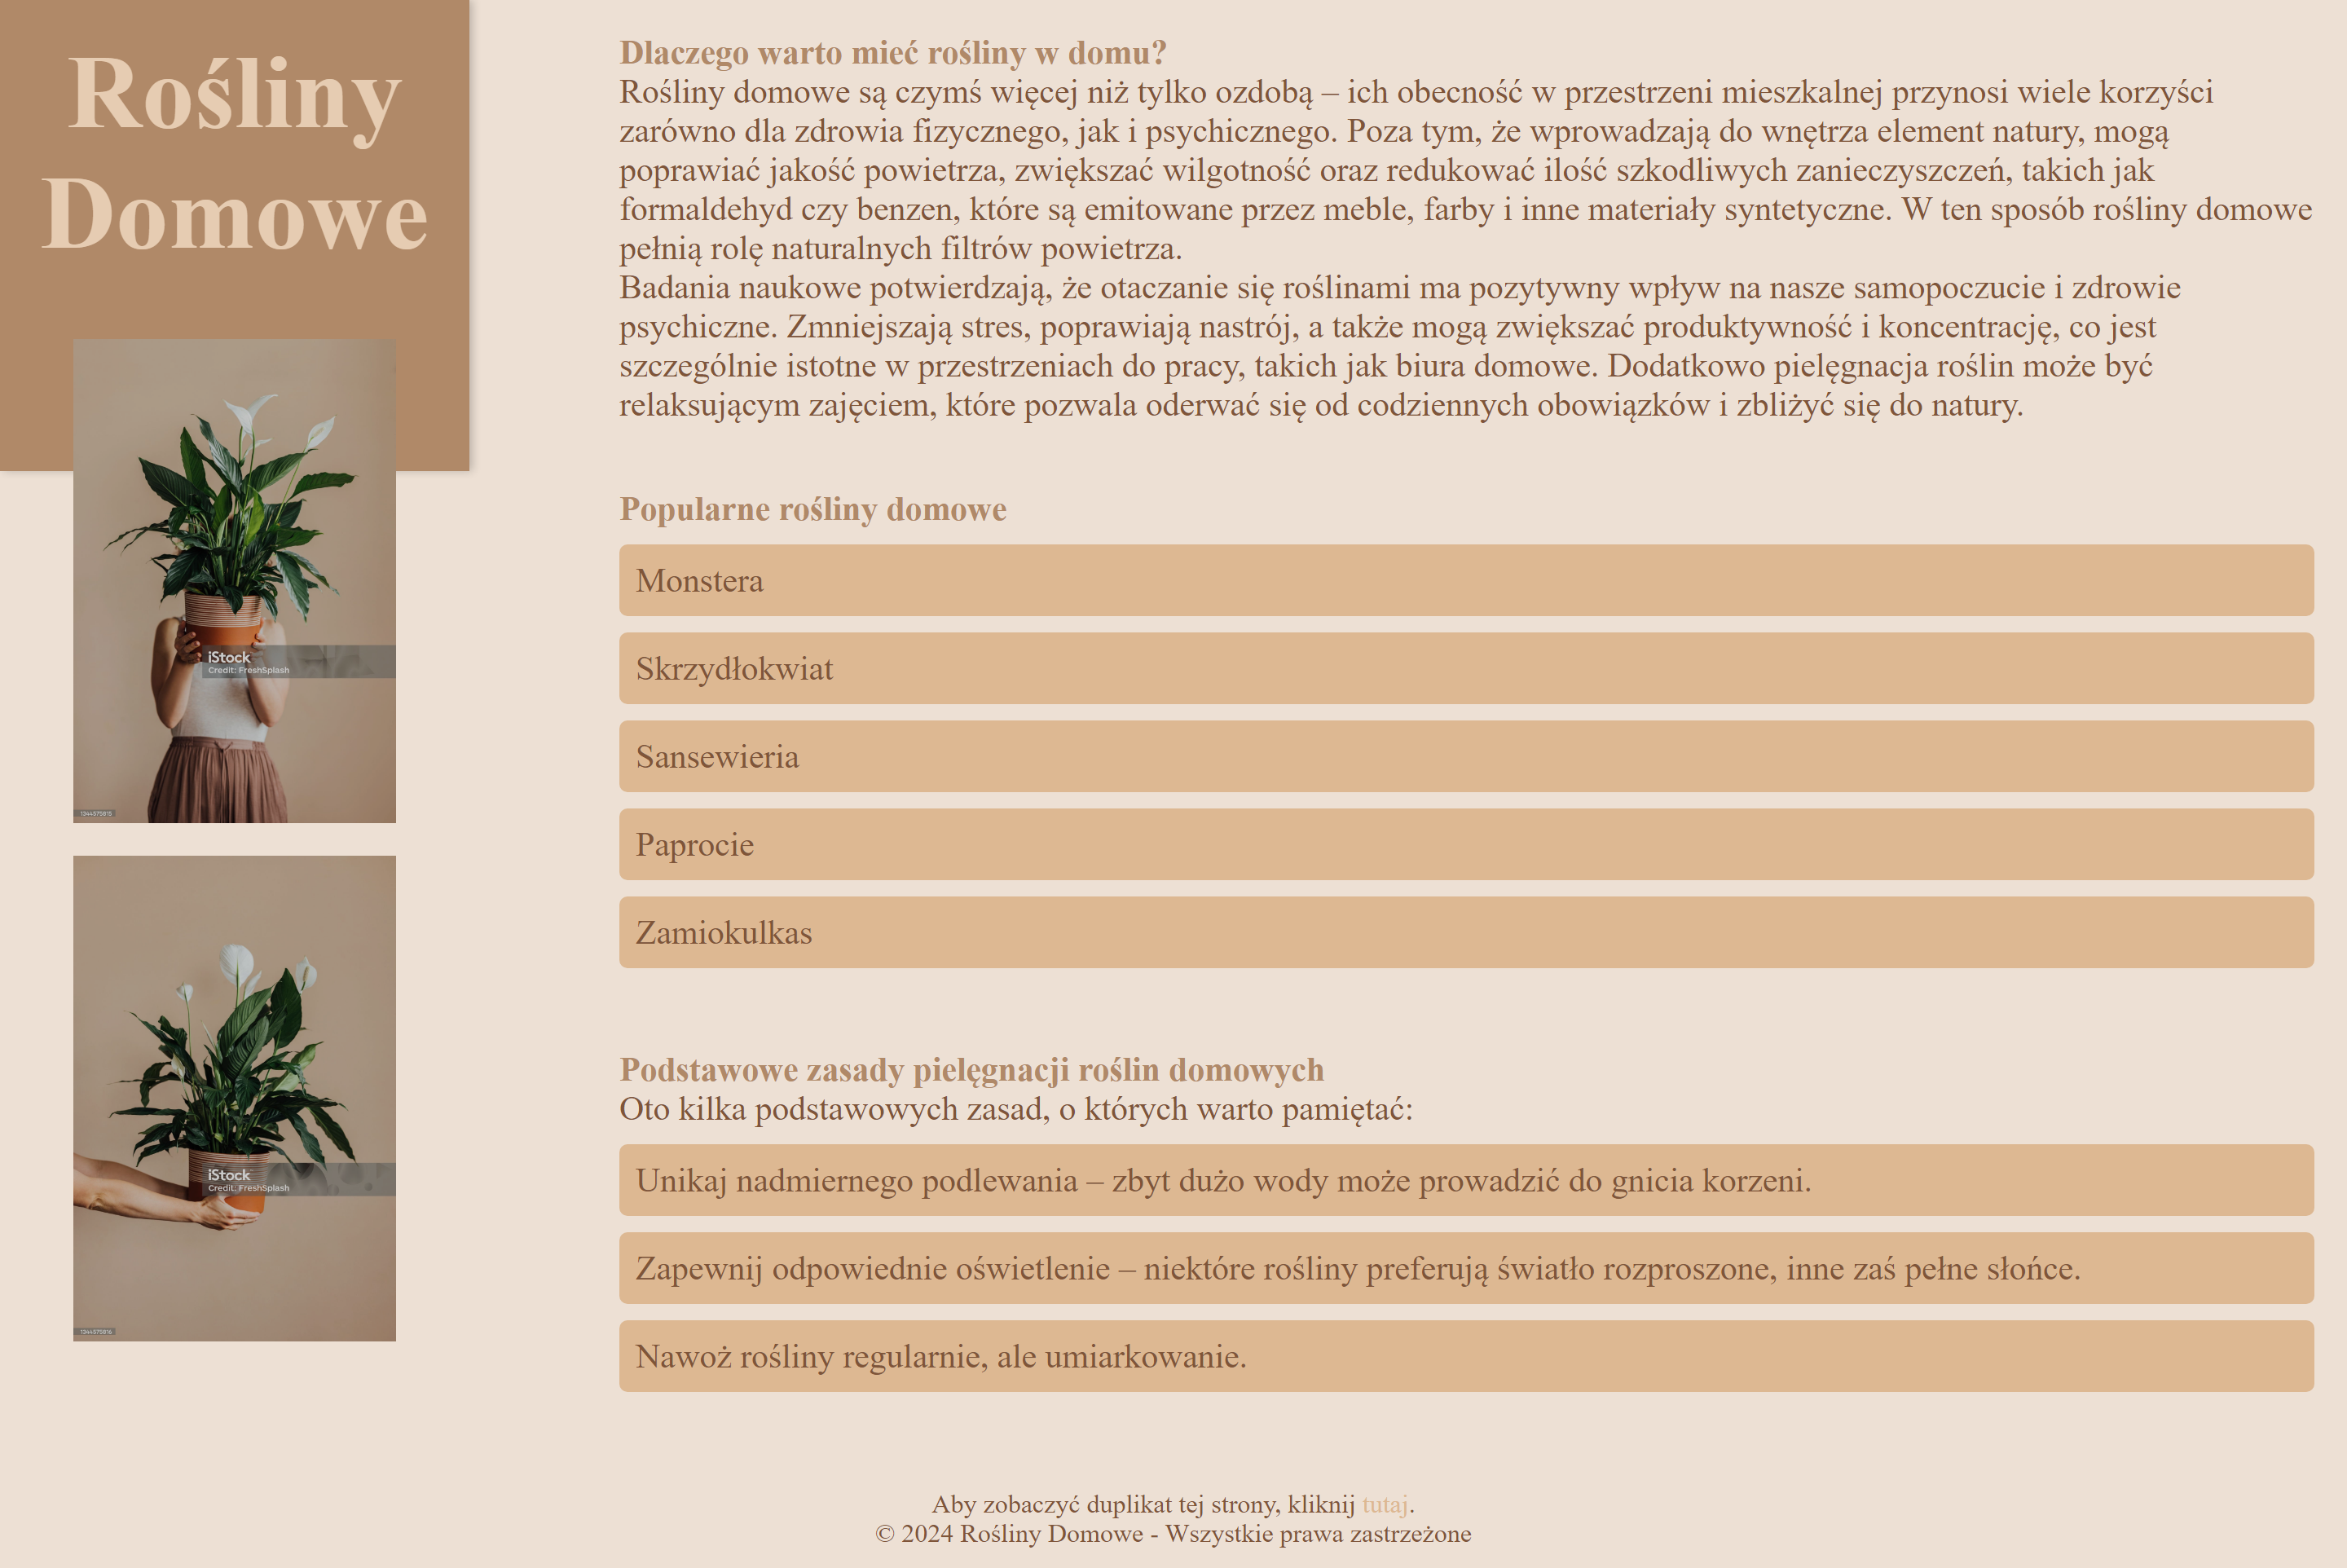 Rośliny
Domowe
iStock
Credit: FreshSplash
1344375815
iStock
Credit: FreshSplash
1344375816
Dlaczego warto mieć rośliny w domu?
Rośliny domowe są czymś więcej niż tylko ozdobą – ich obecność w przestrzeni mieszkalnej przynosi wiele korzyści
zarówno dla zdrowia fizycznego, jak i psychicznego. Poza tym, że wprowadzają do wnętrza element natury, mogą
poprawiać jakość powietrza, zwiększać wilgotność oraz redukować ilość szkodliwych zanieczyszczeń, takich jak
formaldehyd czy benzen, które są emitowane przez meble, farby i inne materiały syntetyczne. W ten sposób rośliny domowe
pełnią rolę naturalnych filtrów powietrza.
Badania naukowe potwierdzają, że otaczanie się roślinami ma pozytywny wpływ na nasze samopoczucie i zdrowie
psychiczne. Zmniejszają stres, poprawiają nastrój, a także mogą zwiększać produktywność i koncentrację, co jest
szczególnie istotne w przestrzeniach do pracy, takich jak biura domowe. Dodatkowo pielęgnacja roślin może być
relaksującym zajęciem, które pozwala oderwać się od codziennych obowiązków i zbliżyć się do natury.
Popularne rośliny domowe
Monstera
Skrzydłokwiat
Sansewieria
Paprocie
Zamiokulkas
Podstawowe zasady pielęgnacji roślin domowych
Oto kilka podstawowych zasad, o których warto pamiętać:
Unikaj nadmiernego podlewania – zbyt dużo wody może prowadzić do gnicia korzeni.
Zapewnij odpowiednie oświetlenie – niektóre rośliny preferują światło rozproszone, inne zaś pełne słońce.
Nawoż rośliny regularnie, ale umiarkowanie.
Aby zobaczyć duplikat tej strony, kliknij tutaj.
© 2024 Rośliny Domowe - Wszystkie prawa zastrzeżone